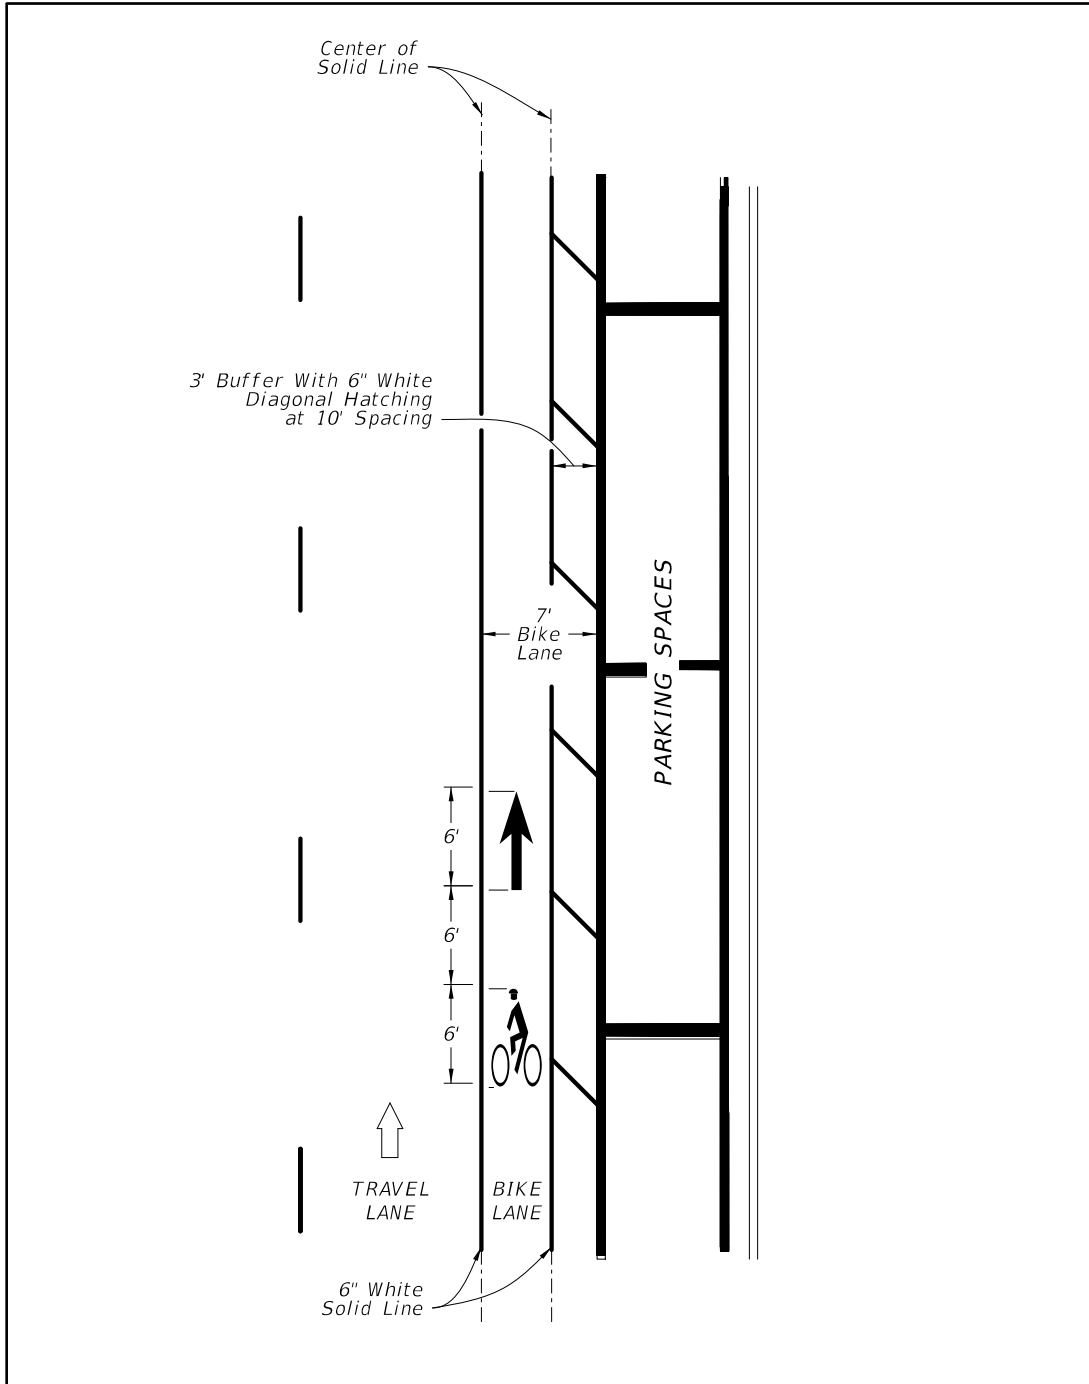 Center of
Solid Line
3' Buffer With 6" White
Diagonal Hatching
at 10' Spacing
7'
Bike
Lane
PARKING SPACES
6'
6'
6'
TRAVEL
LANE
BIKE
LANE
6" White
Solid Line